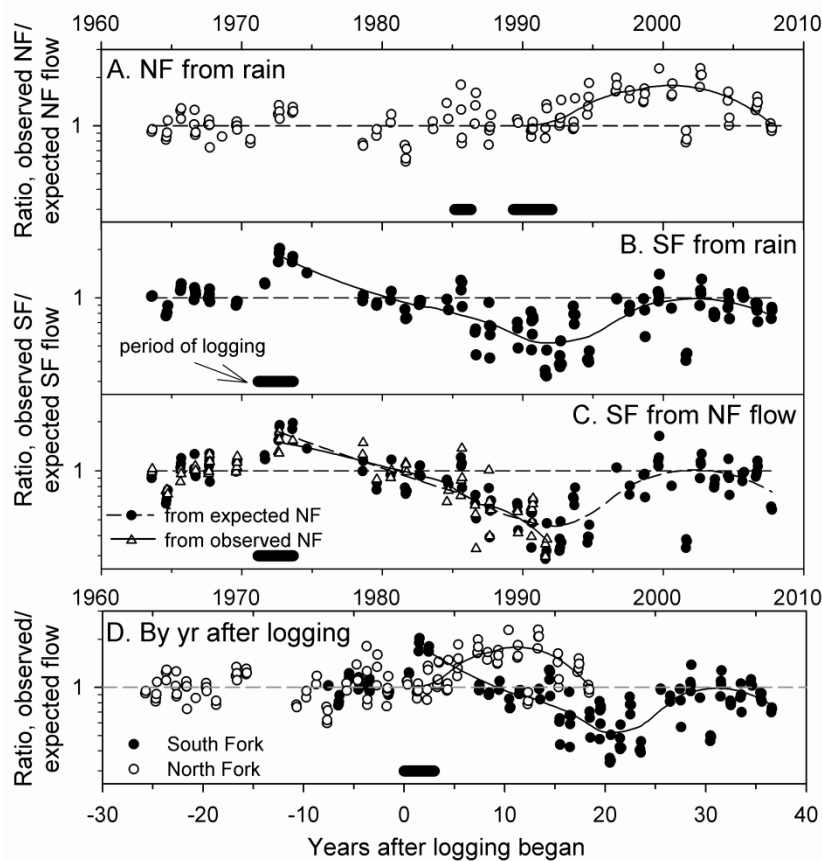 1960 1970 1980 1990 2000 2010
Ratio, observed NF/
expected NF flow
A. NF from rain
1
Ratio, observed SF/
expected SF flow
B. SF from rain
1
period of logging
C. SF from NF flow
1
from expected NF
from observed NF
1960 1970 1980 1990 2000 2010
Ratio, observed/
expected flow
D. By yr after logging
1
South Fork
North Fork
-30 -20 -10 0 10 20 30 40
Years after logging began